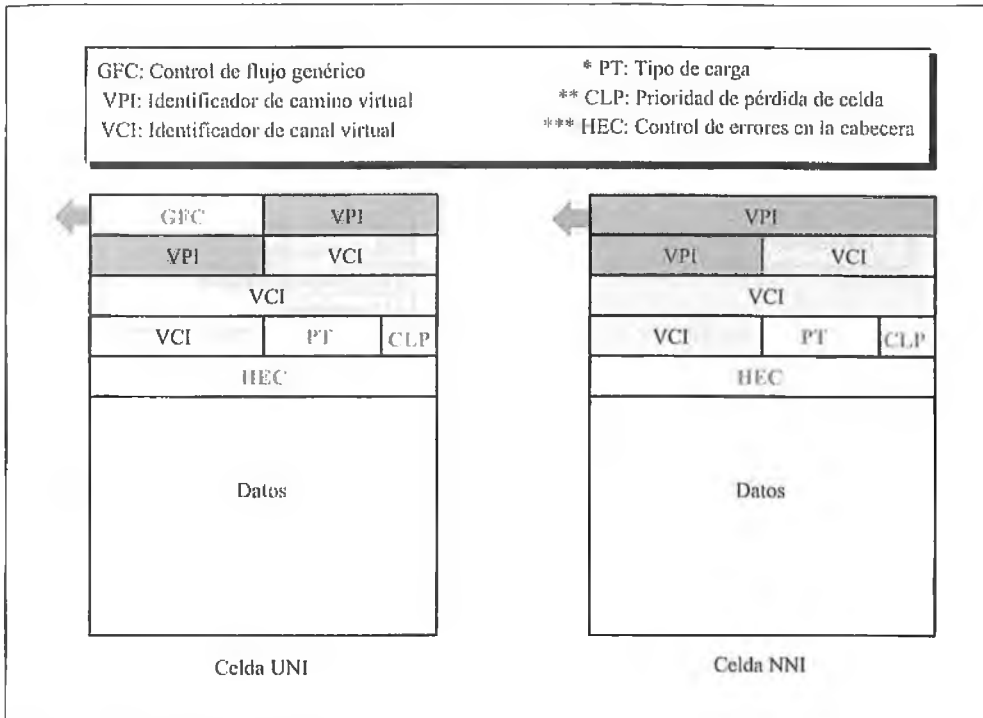 GFC: Control de flujo genérico
VPI: Identificador de camino virtual
VCI: Identificador de canal virtual
* PT: Tipo de carga
** CLP: Prioridad de pérdida de celda
*** HEC: Control de errores en la cabecera
GFC VPI
VPI VCI
VCI
VCI PT CLP
HEC
Datos
Celda UNI
VPI
VPI VCI
VCI
VCI PT CLP
HEC
Datos
Celda NNI